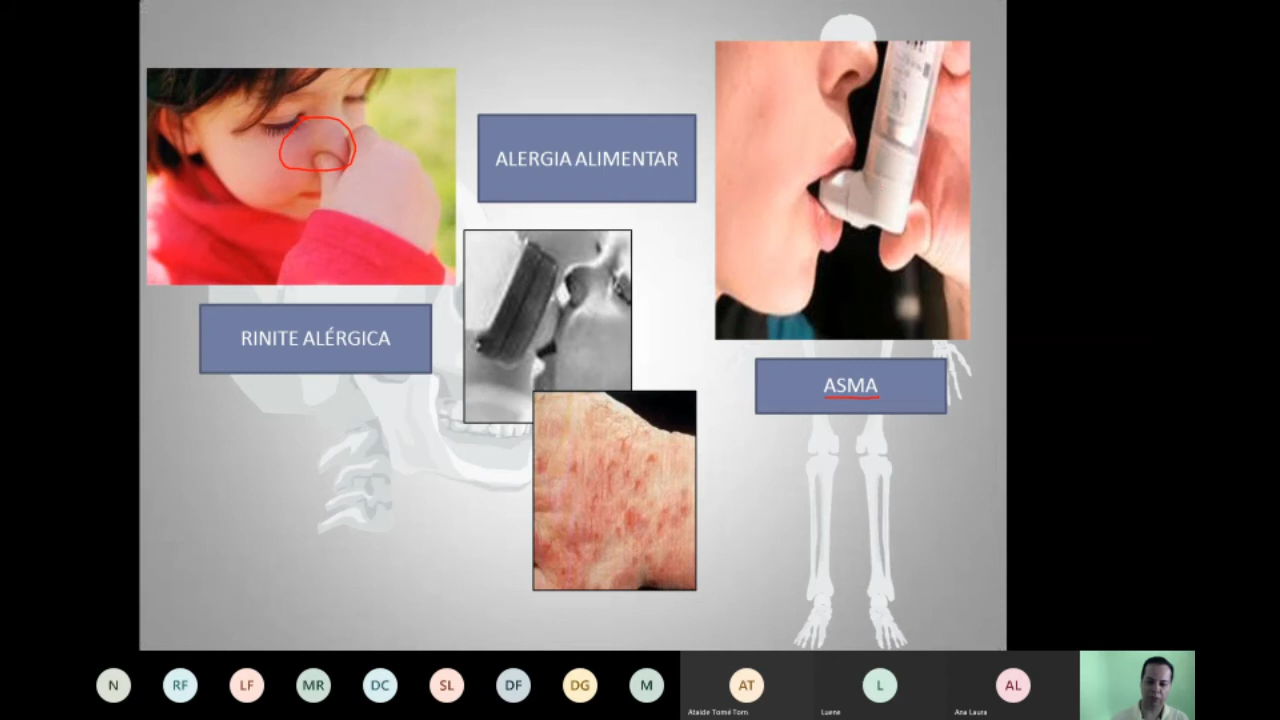 ALERGIA ALIMENTAR
RINITE ALÉRGICA
ASMA
N
RF
LF
MR
DC
SL
DF
DG
M
AT
L
AL
Ataide Tomé Tom
Luene
Ana Laura